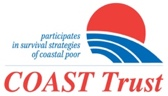 participates
in survival strategies
of coastal poor
COAST Trust